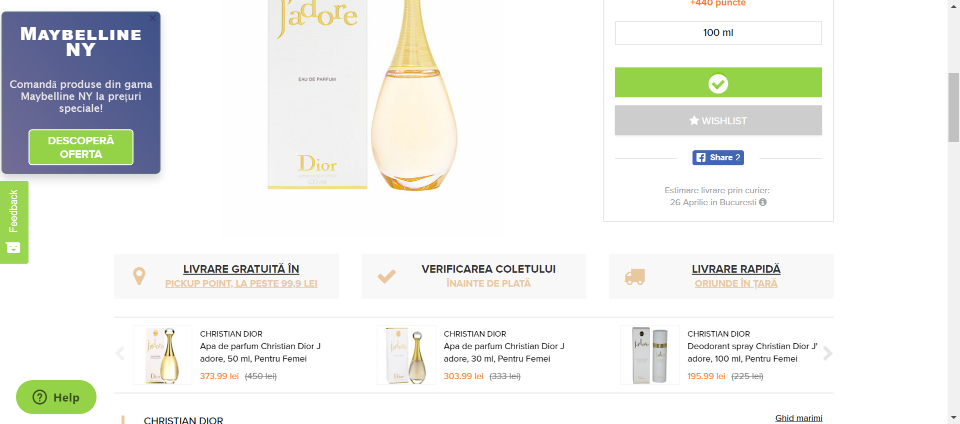 MAYBELLINE
NY
Comandă produse din gama
Maybelline NY la prețuri
speciale!
DESCOPERĂ
OFERTA
Feedback
j'adore
EAU DE PARFUM
Dior
+440 puncte
100 ml
WISHLIST
Share 2
Estimare livrare prin curier:
26 Aprilie in Bucuresti
LIVRARE GRATUITĂ ÎN
PICKUP POINT, LA PESTE 99,9 LEI
VERIFICAREA COLETULUI
ÎNAINTE DE PLATĂ
LIVRARE RAPIDĂ
ORIUNDE ÎN ȚARĂ
CHRISTIAN DIOR
Apa de parfum Christian Dior J
adore, 50 ml, Pentru Femei
373.99 lei (450 lei)
CHRISTIAN DIOR
Apa de parfum Christian Dior J
adore, 30 ml, Pentru Femei
303.99 lei (333 lei)
CHRISTIAN DIOR
Deodorant spray Christian Dior J'
adore, 100 ml, Pentru Femei
195.99 lei (225 lei)
Help
CHRISTIAN DIOR
Ghid marimi